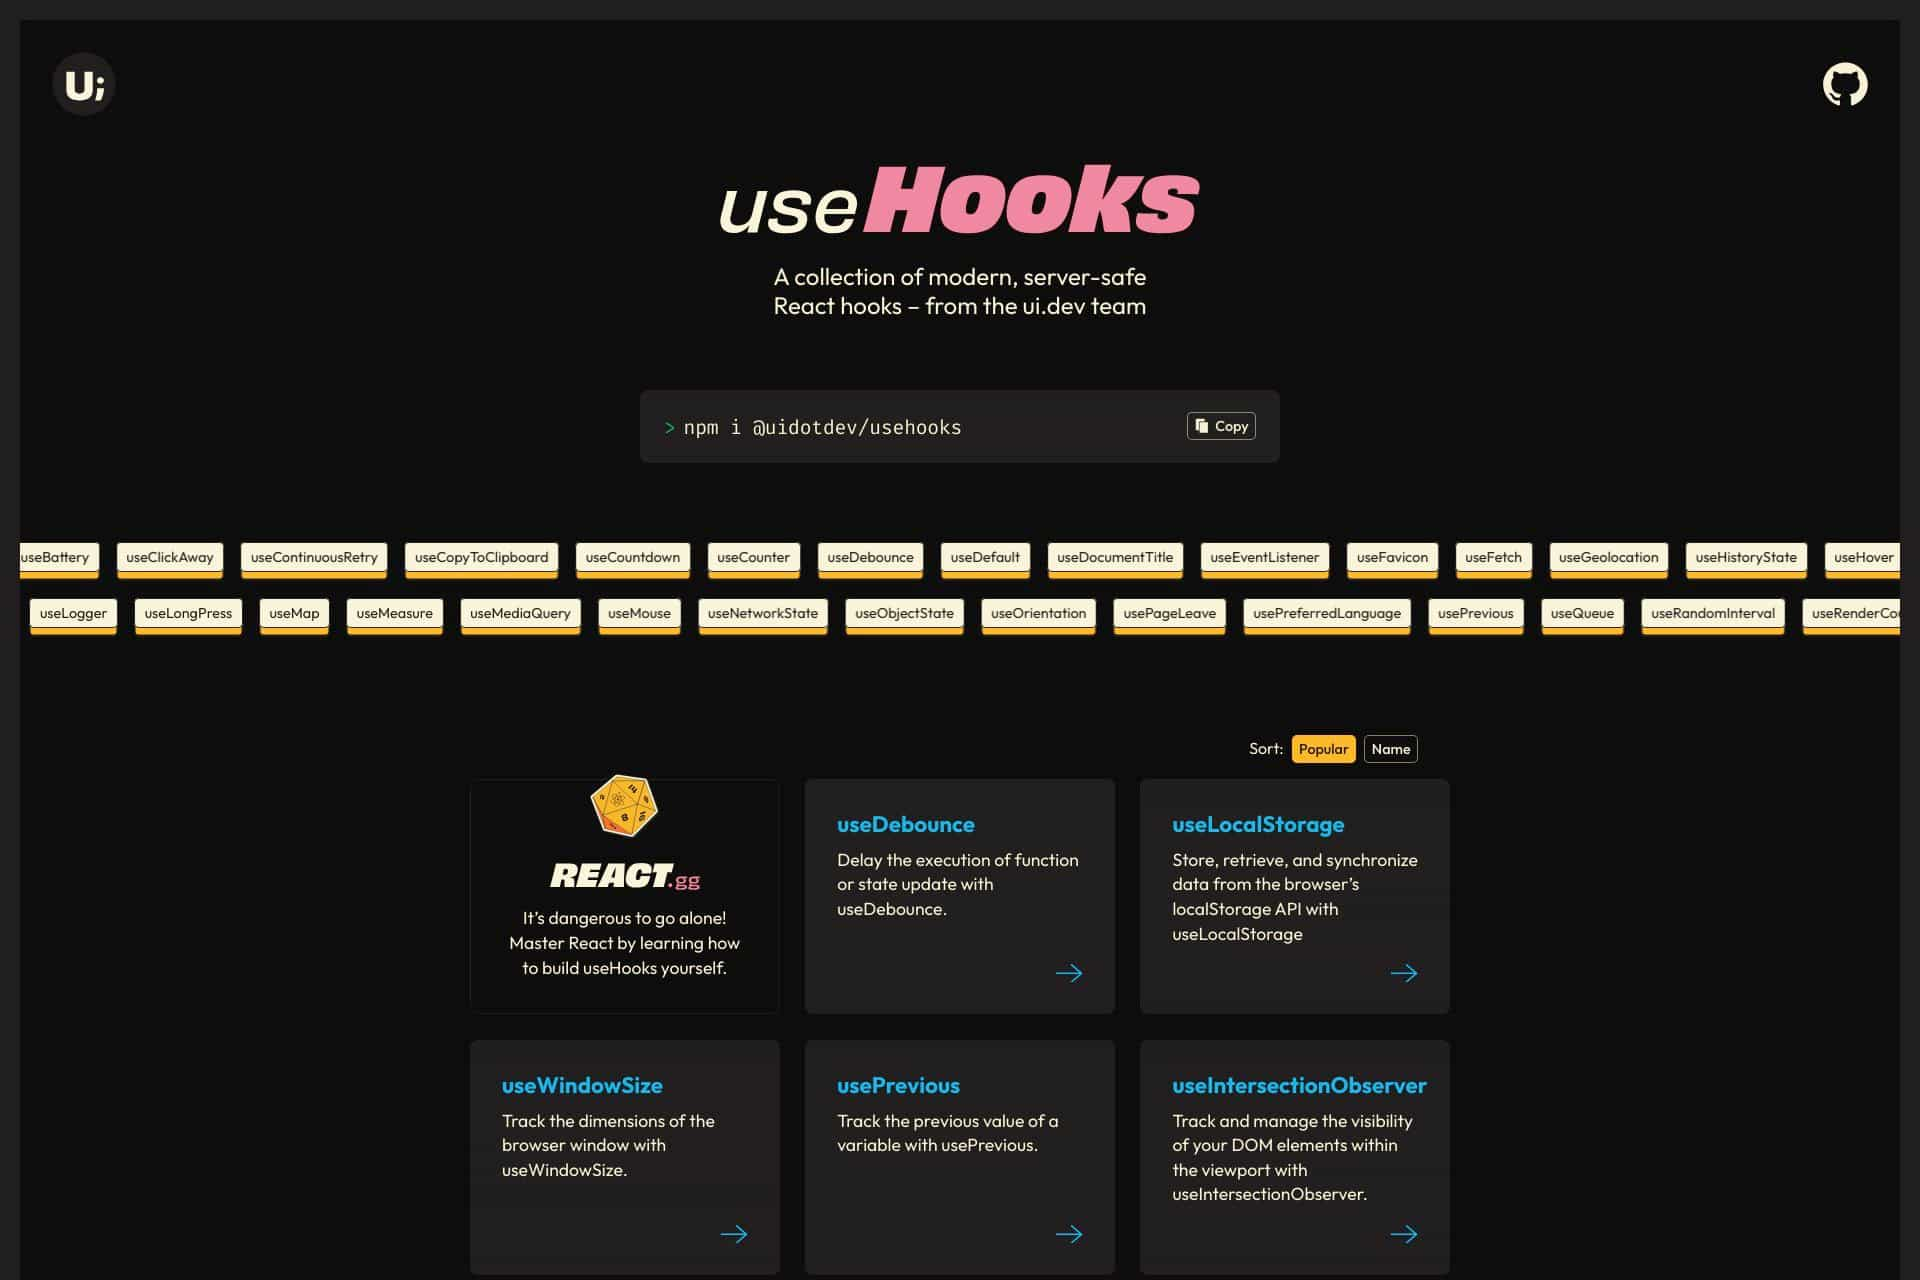 U;
useHooks
A collection of modern, server-safe
React hooks – from the ui.dev team
> npm i @uidotdev/usehooks
Copy
useBattery useClickAway useContinuousRetry useCopyToClipboard useCountdown useCounter useDebounce useDefault useDocumentTitle useEventListener useFavicon useFetch useGeolocation useHistoryState useHover
useLogger useLongPress useMap useMeasure useMediaQuery useMouse useNetworkState useObjectState useOrientation usePageLeave usePreferredLanguage usePrevious useQueue useRandomInterval useRenderCou
Sort: Popular Name
14
8
16
REACT.gg
It's dangerous to go alone!
Master React by learning how
to build useHooks yourself.
useDebounce
Delay the execution of function
or state update with
useDebounce.
useLocalStorage
Store, retrieve, and synchronize
data from the browser’s
localStorage API with
useLocalStorage
useWindowSize
Track the dimensions of the
browser window with
useWindowSize.
usePrevious
Track the previous value of a
variable with usePrevious.
useIntersectionObserver
Track and manage the visibility
of your DOM elements within
the viewport with
useIntersectionObserver.